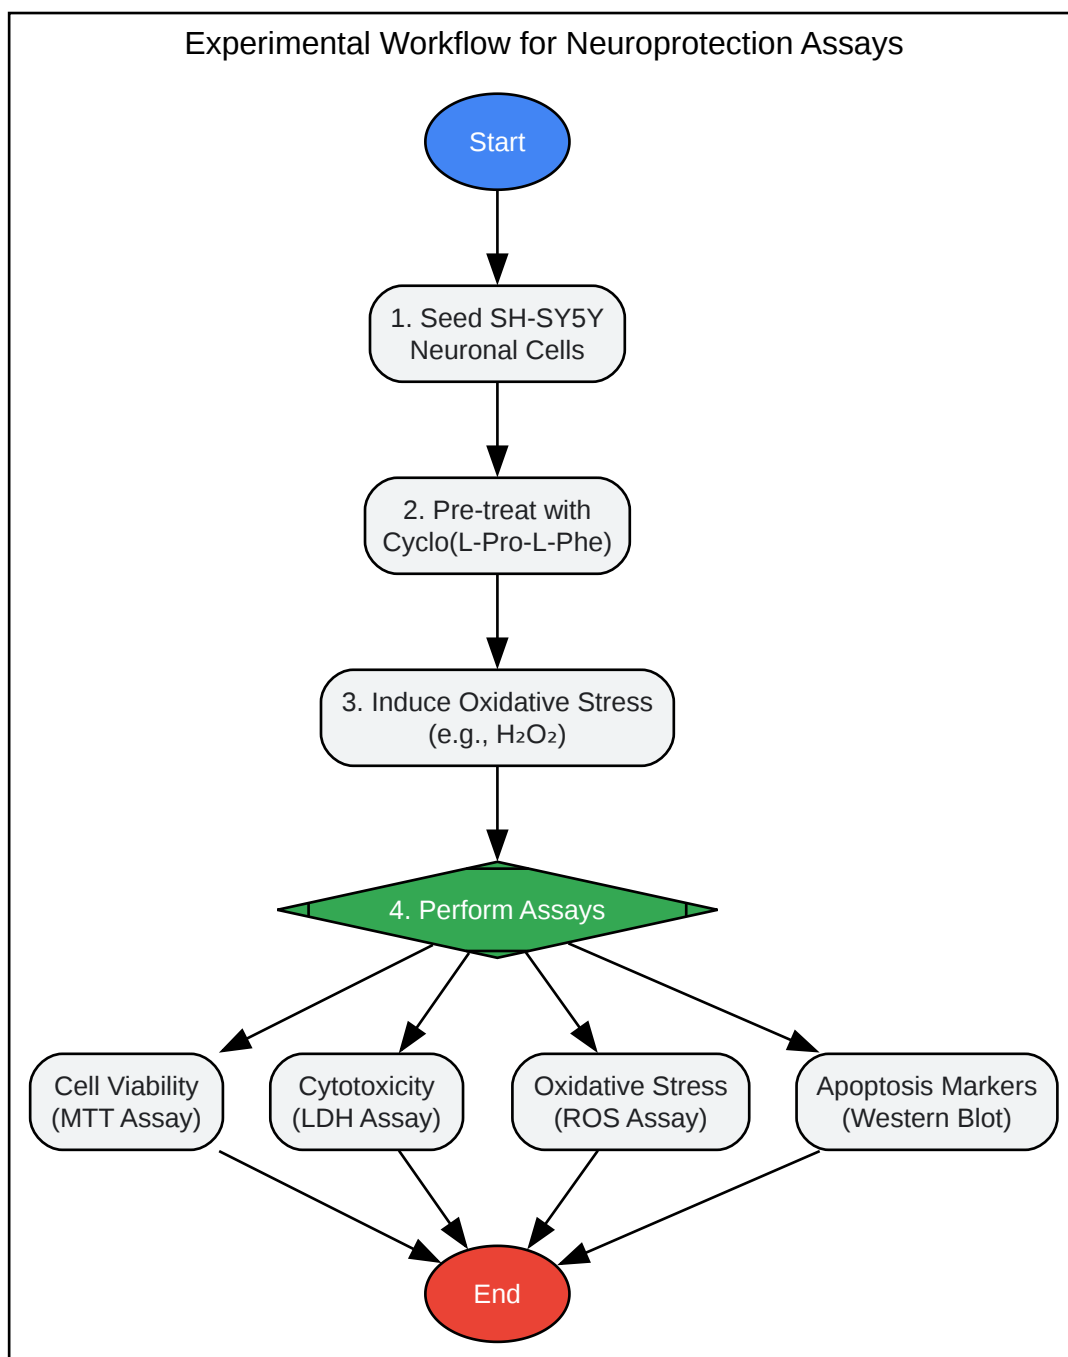 Experimental Workflow for Neuroprotection Assays
Start
1. Seed SH-SY5Y
Neuronal Cells
2. Pre-treat with
Cyclo(L-Pro-L-Phe)
3. Induce Oxidative Stress
(e.g., H₂O₂)
4. Perform Assays
Cell Viability
(MTT Assay)
Cytotoxicity
(LDH Assay)
Oxidative Stress
(ROS Assay)
Apoptosis Markers
(Western Blot)
End